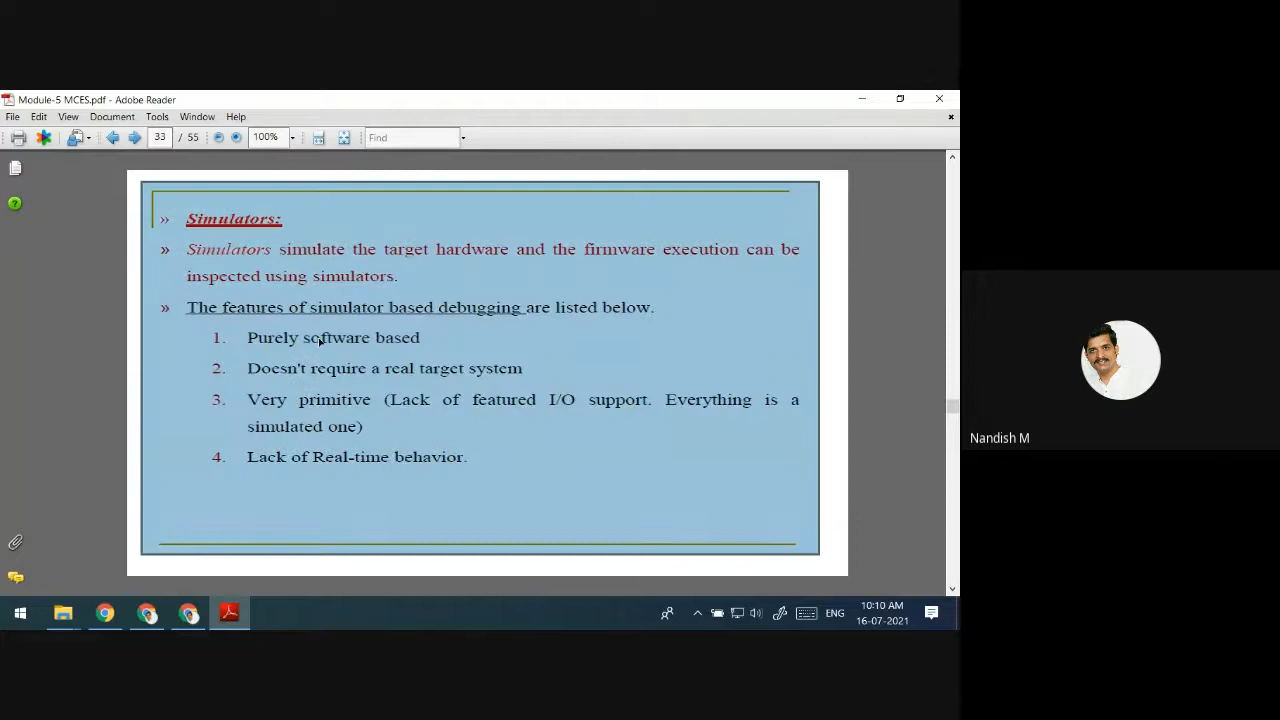 Module-5 MCES.pdf - Adobe Reader
File Edit View Document Tools Window Help
33 / 55 100% Find
» Simulators:
» Simulators simulate the target hardware and the firmware execution can be
inspected using simulators.
» The features of simulator based debugging are listed below.
1. Purely software based
2. Doesn't require a real target system
3. Very primitive (Lack of featured I/O support. Everything is a
simulated one)
4. Lack of Real-time behavior.
Nandish M
ENG
10:10 AM
16-07-2021